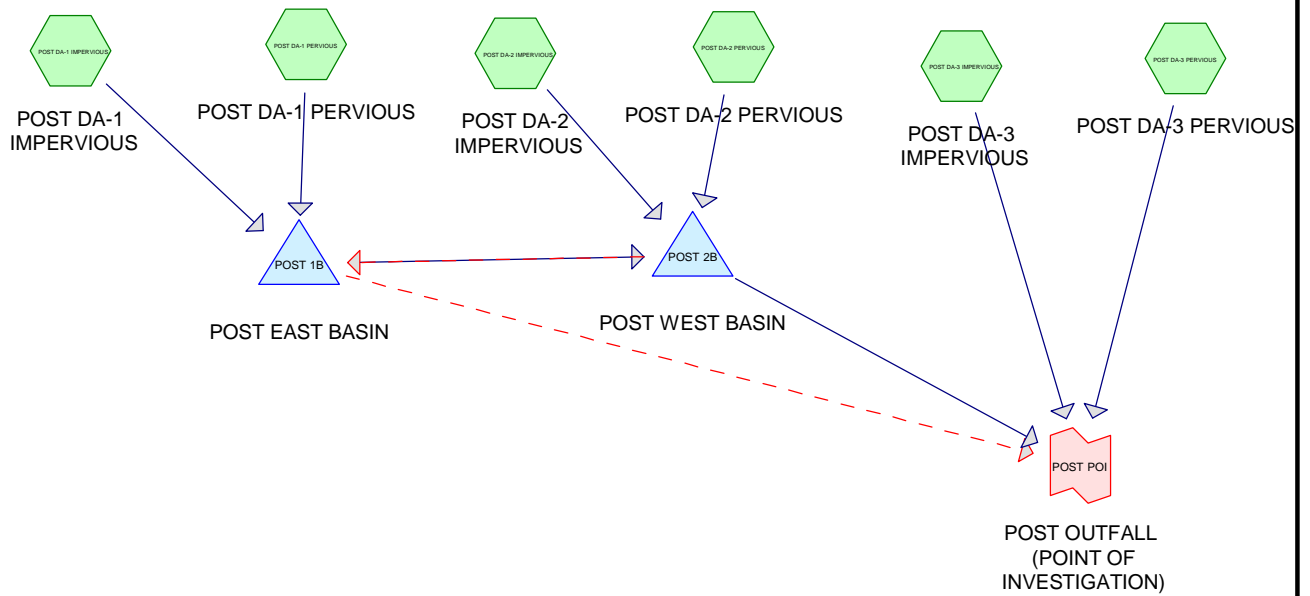 POST DA-1 IMPERVIOUS
POST DA-1 PERVIOUS
POST DA-2 IMPERVIOUS
POST DA-2 PERVIOUS
POST DA-3 IMPERVIOUS
POST DA-3 PERVIOUS
POST DA-1
IMPERVIOUS
POST DA-1 PERVIOUS
POST DA-2
IMPERVIOUS
POST DA-2 PERVIOUS
POST DA-3
IMPERVIOUS
POST DA-3 PERVIOUS
POST 1B
POST 2B
POST EAST BASIN
POST WEST BASIN
POST POI
POST OUTFALL
(POINT OF
INVESTIGATION)